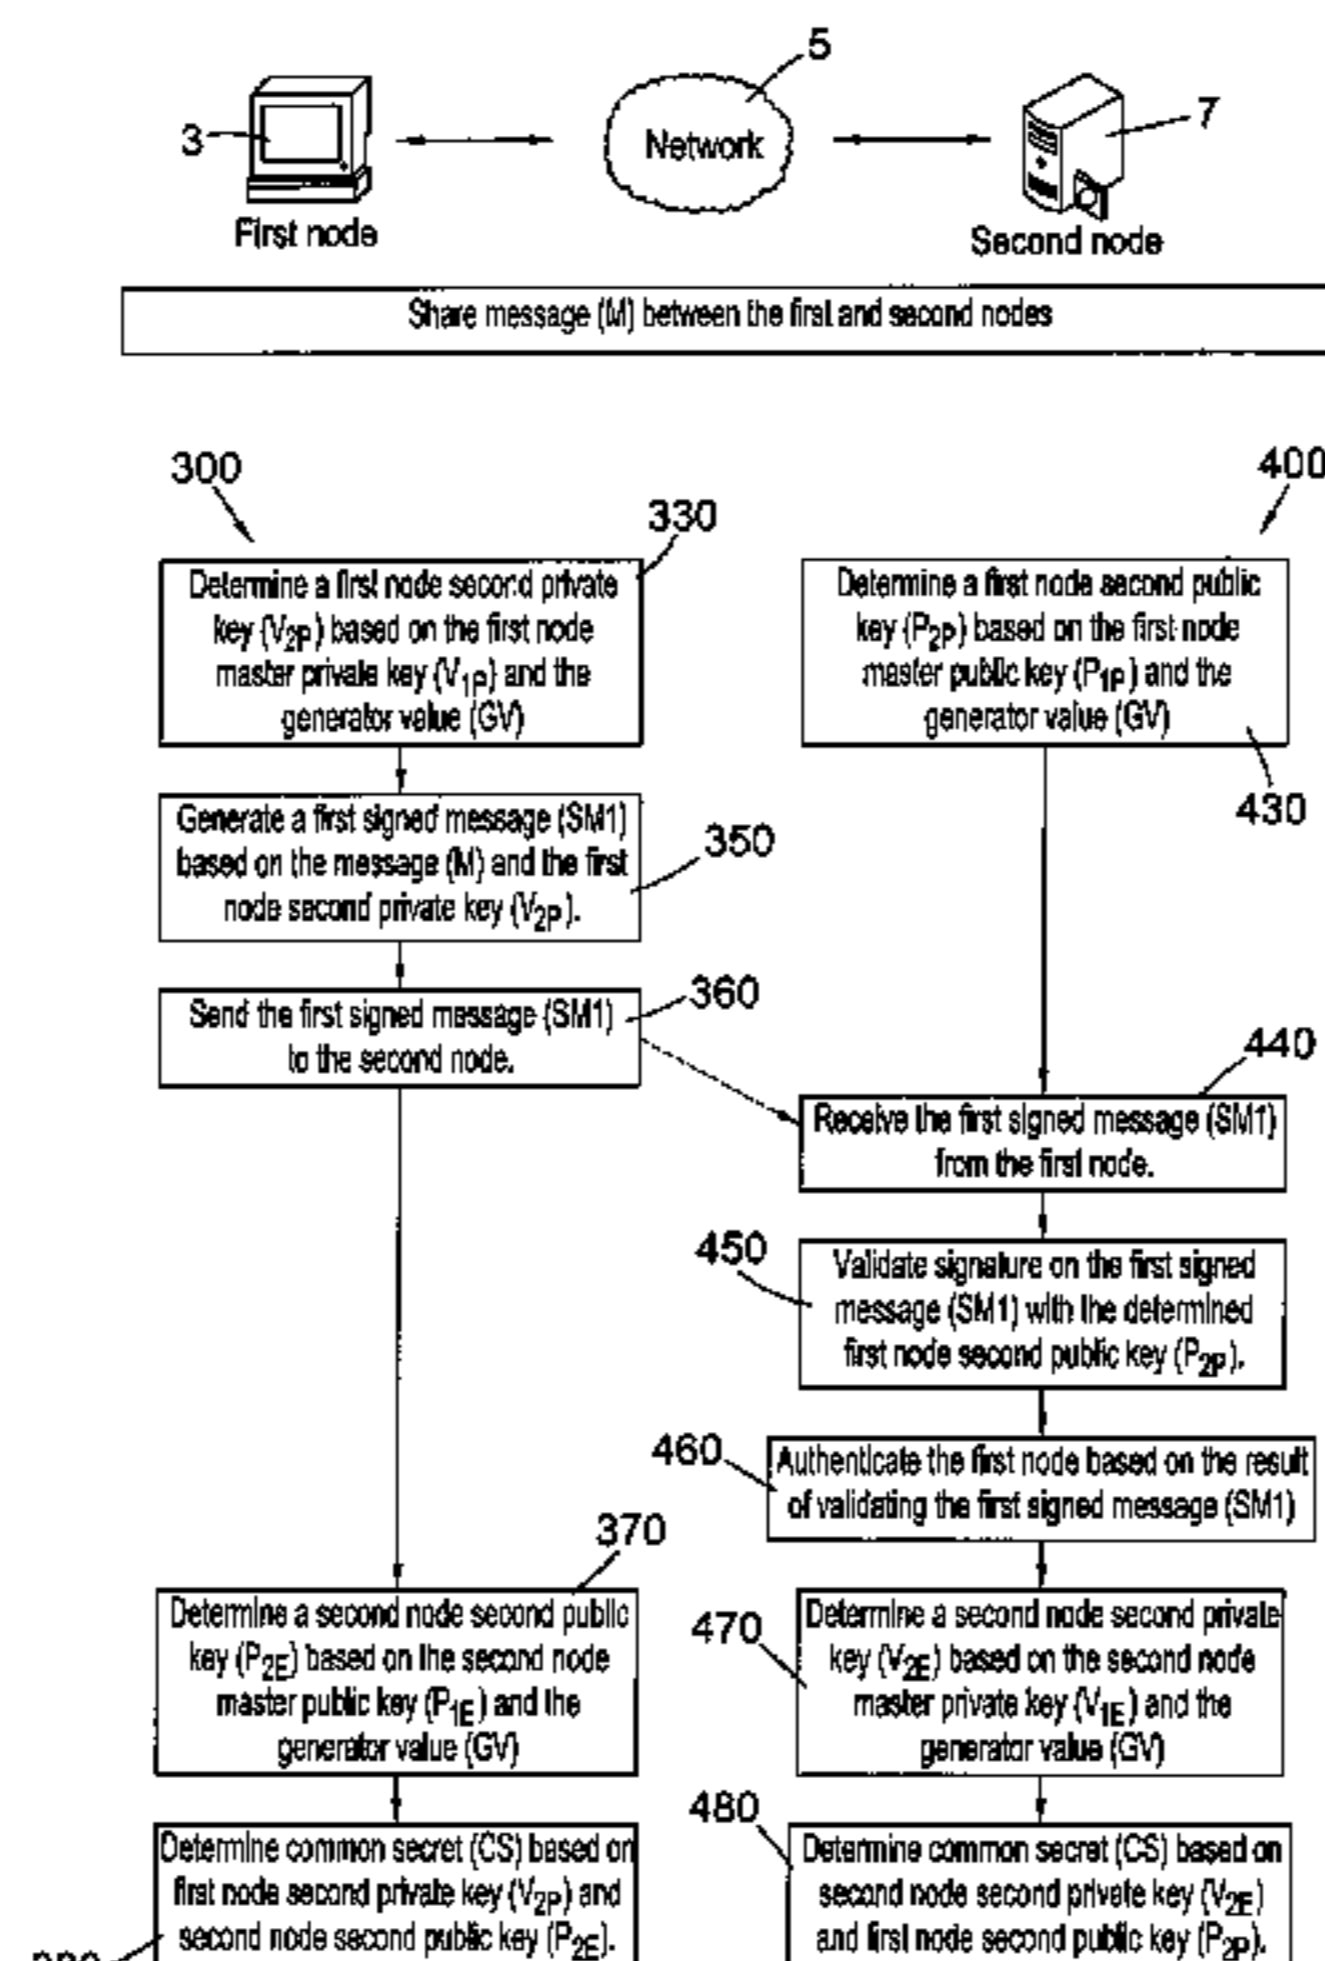 5
3
Network
7
First node
Second node
Share message (M) between the first and second nodes
300
400
330
Determine a first node second private
key (V2P) based on the first node
master private key (V1P) and the
generator value (GV)
Determine a first node second public
key (P2P) based on the first node
master public key (P1P) and the
generator value (GV)
430
Generate a first signed message (SM1)
based on the message (M) and the first
node second private key (V2P).
350
Send the first signed message (SM1)
to the second node.
360
440
Receive the first signed message (SM1)
from the first node.
450
Validate signature on the first signed
message (SM1) with the determined
first node second public key (P2P).
460
Authenticate the first node based on the result
of validating the first signed message (SM1)
370
Determine a second node second public
key (P2E) based on the second node
master public key (P1E) and the
generator value (GV)
470
Determine a second node second private
key (V2E) based on the second node
master private key (V1E) and the
generator value (GV)
480
Determine common secret (CS) based on
first node second private key (V2P) and
second node second public key (P2E).
Determine common secret (CS) based on
second node second private key (V2E)
and first node second public key (P2P).